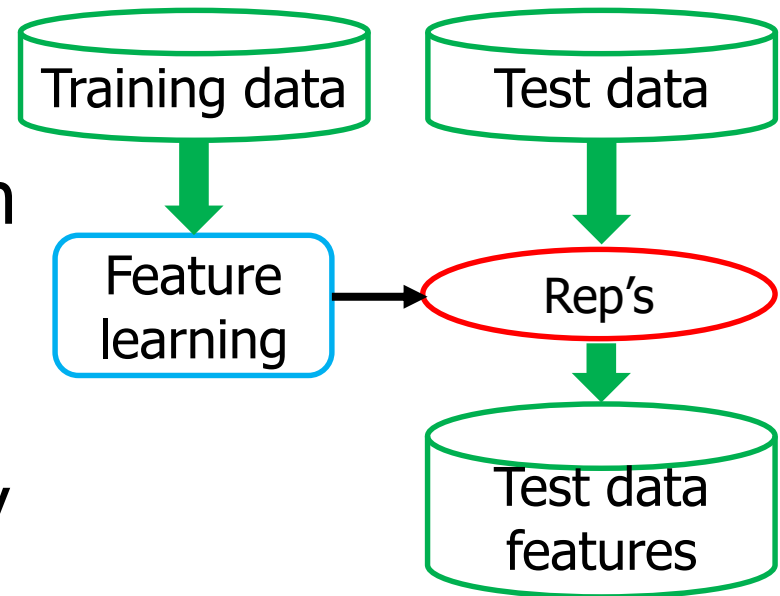 Training data
Test data
n
Feature
learning
Rep's
y
Test data
features